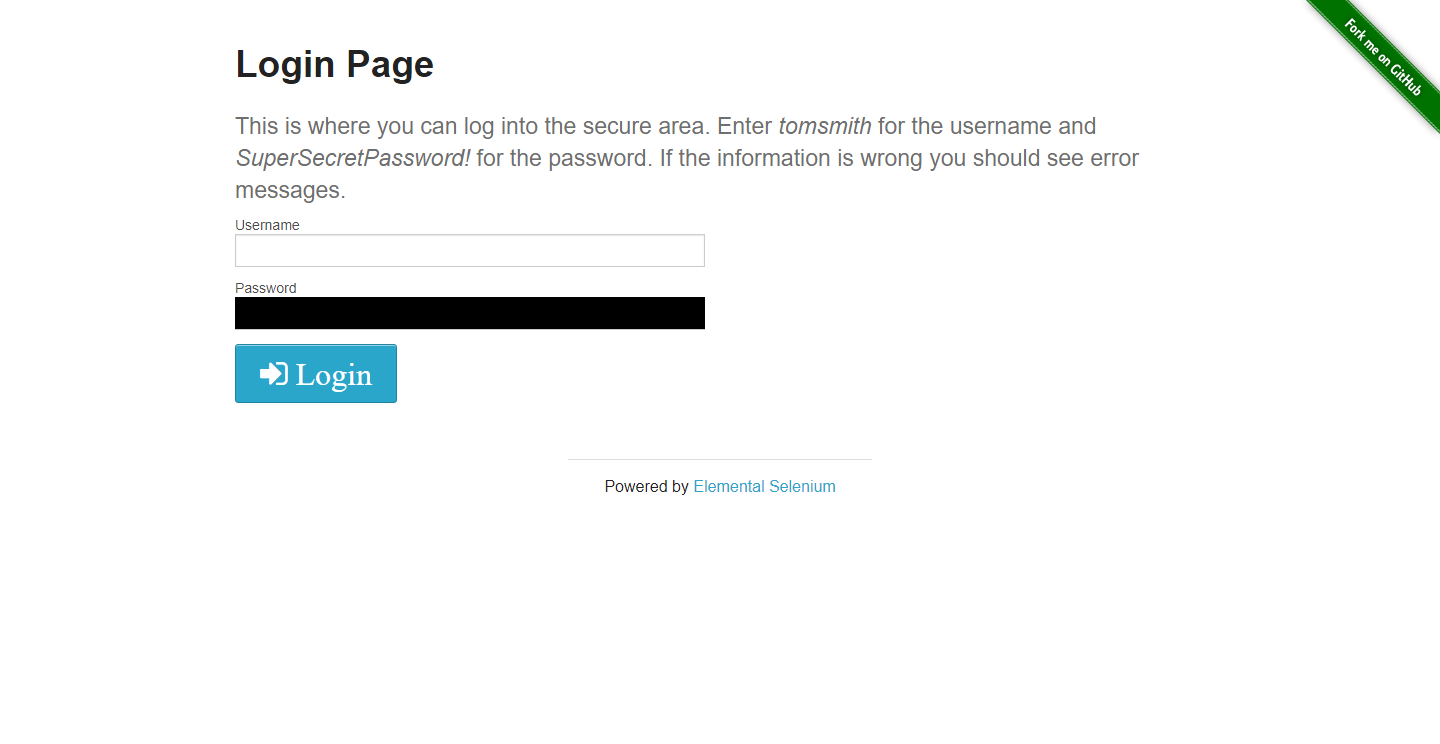 Fork me on GitHub
Login Page
This is where you can log into the secure area. Enter tomsmith for the username and
SuperSecretPassword! for the password. If the information is wrong you should see error
messages.
Username
Password
Login
Powered by Elemental Selenium